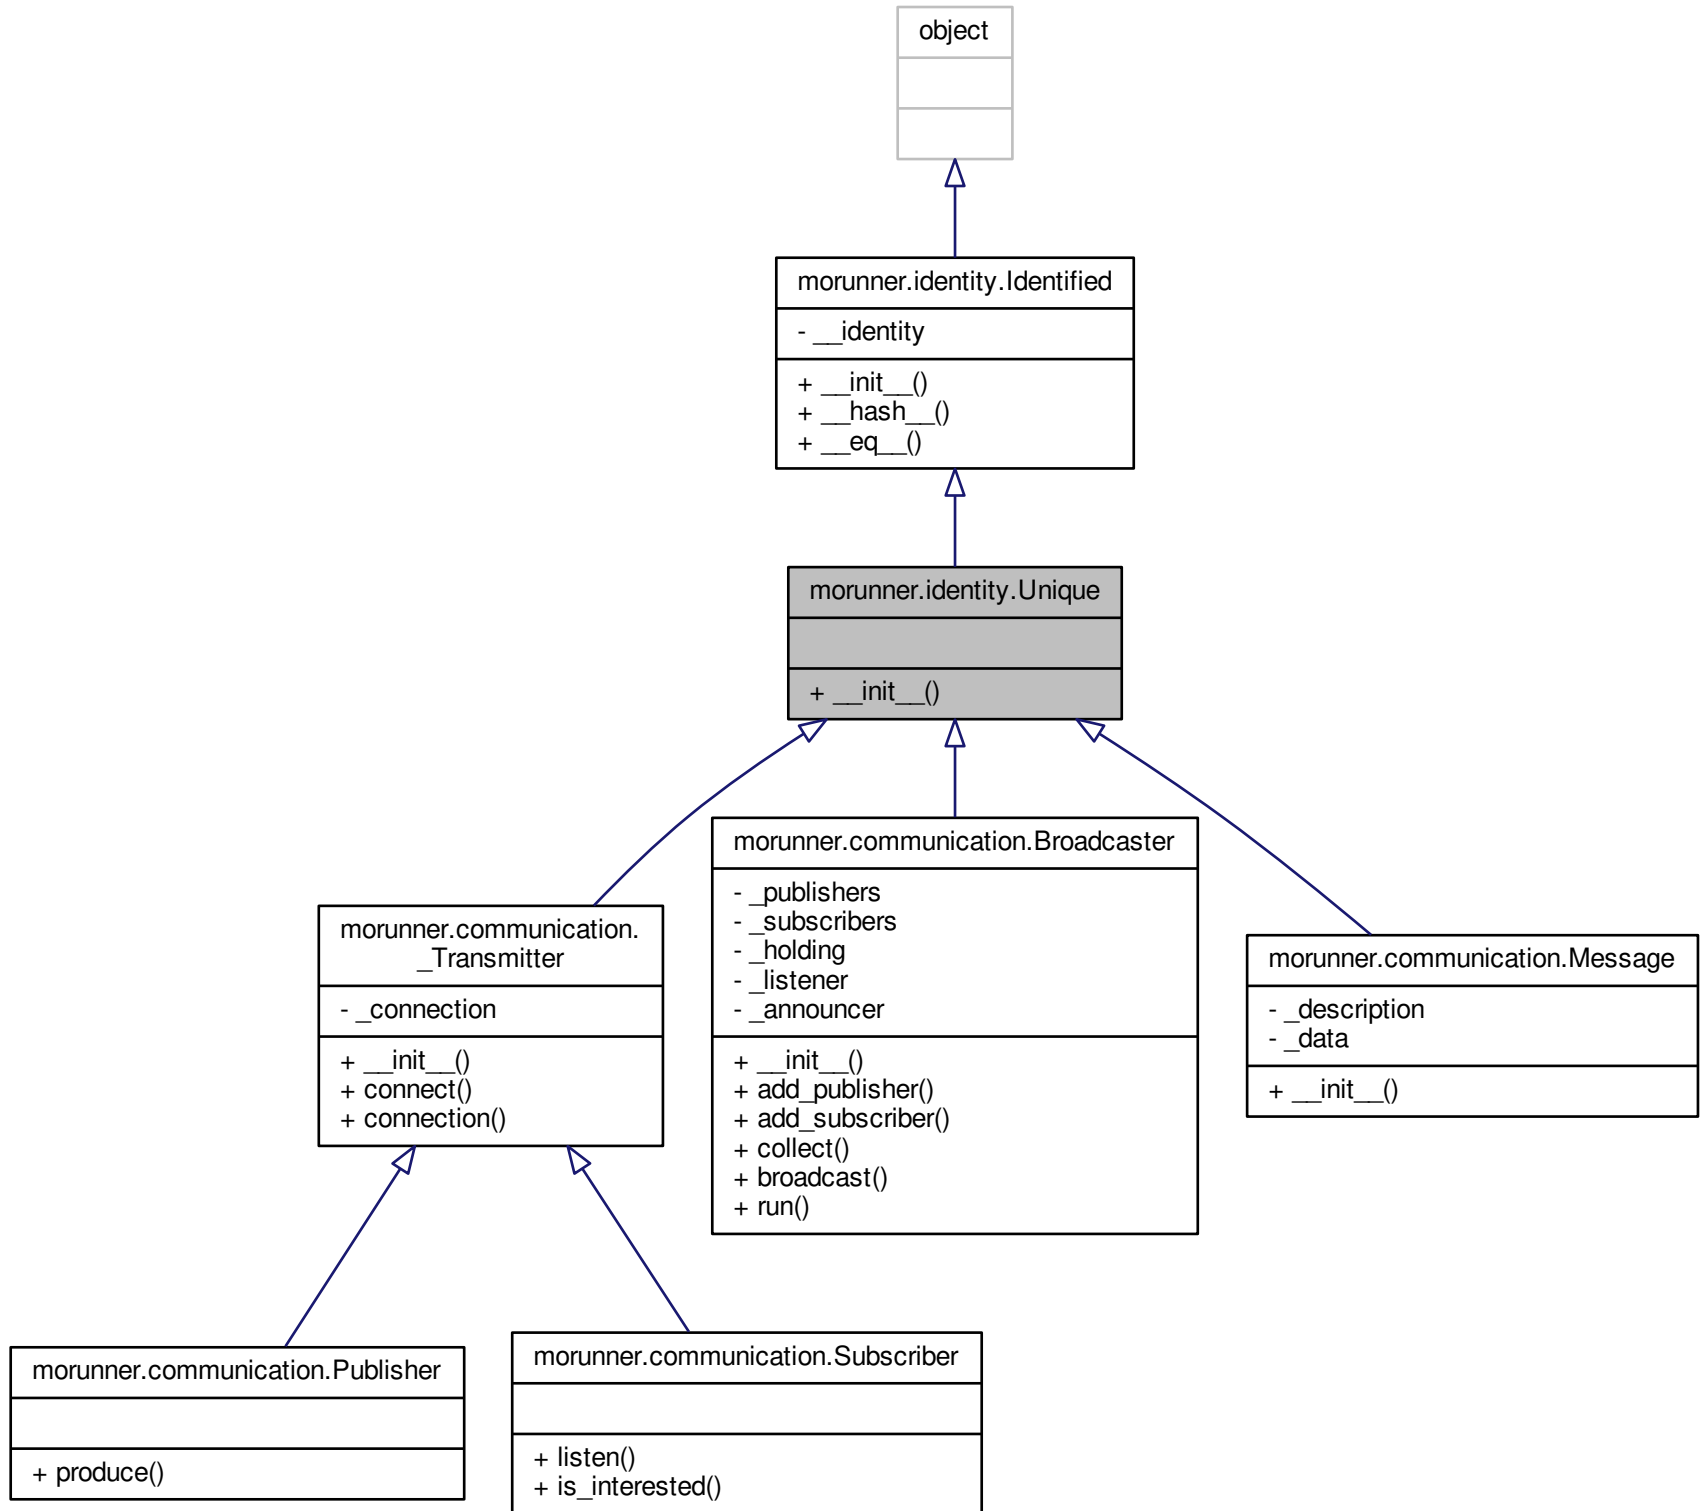 object
morunner.identity.Identified
- __identity
+ __init__()
+ __hash__()
+ __eq__()
morunner.identity.Unique
+ __init__()
morunner.communication.
_Transmitter
- _connection
+ __init__()
+ connect()
+ connection()
morunner.communication.Broadcaster
- _publishers
- _subscribers
- _holding
- _listener
- _announcer
+ __init__()
+ add_publisher()
+ add_subscriber()
+ collect()
+ broadcast()
+ run()
morunner.communication.Message
- _description
- _data
+ __init__()
morunner.communication.Publisher
+ produce()
morunner.communication.Subscriber
+ listen()
+ is_interested()